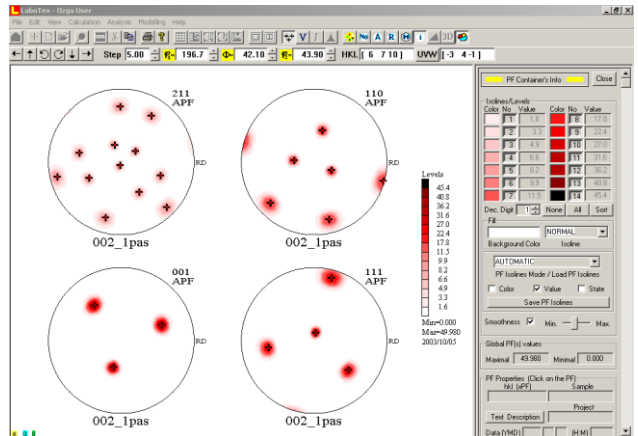 LaboTex - Ozga User
File Edit View Calculation Analysis Modelling Help
Step 5.00 196.7 Φ- 42.10 43.90 HKL [ 6 7 10 ] UVW [-3 4 -1 ]
211
APF
RD
002_1pas
110
APF
RD
002_1pas
001
APF
RD
002_1pas
111
APF
RD
002_1pas
Levels
45.4
40.8
36.2
31.6
27.0
22.4
17.8
11.5
9.9
8.2
6.6
4.9
3.3
1.6
Min=0.000
Max=49.980
2003/10/05
PF Container's Info Close
Isolines/Levels
Color No Value Color No Value
1 1.6 8 17.8
2 3.3 9 22.4
3 4.9 10 27.0
4 6.6 11 31.6
5 8.2 12 36.2
6 9.9 13 40.8
7 11.5 14 45.4
Dec. Digit 1 None All Sort
Fill
NORMAL
Background Color Isoline
AUTOMATIC
PF Isolines Mode / Load PF Isolines
Color Value State
Save PF Isolines
Smoothness Min. Max.
Global PF(s) values
Maximal 49.980 Minimal 0.000
PF Properties (Click on the PF)
hkl (xPF) Sample
Project
Text Description
Data (YMD) (H:M)